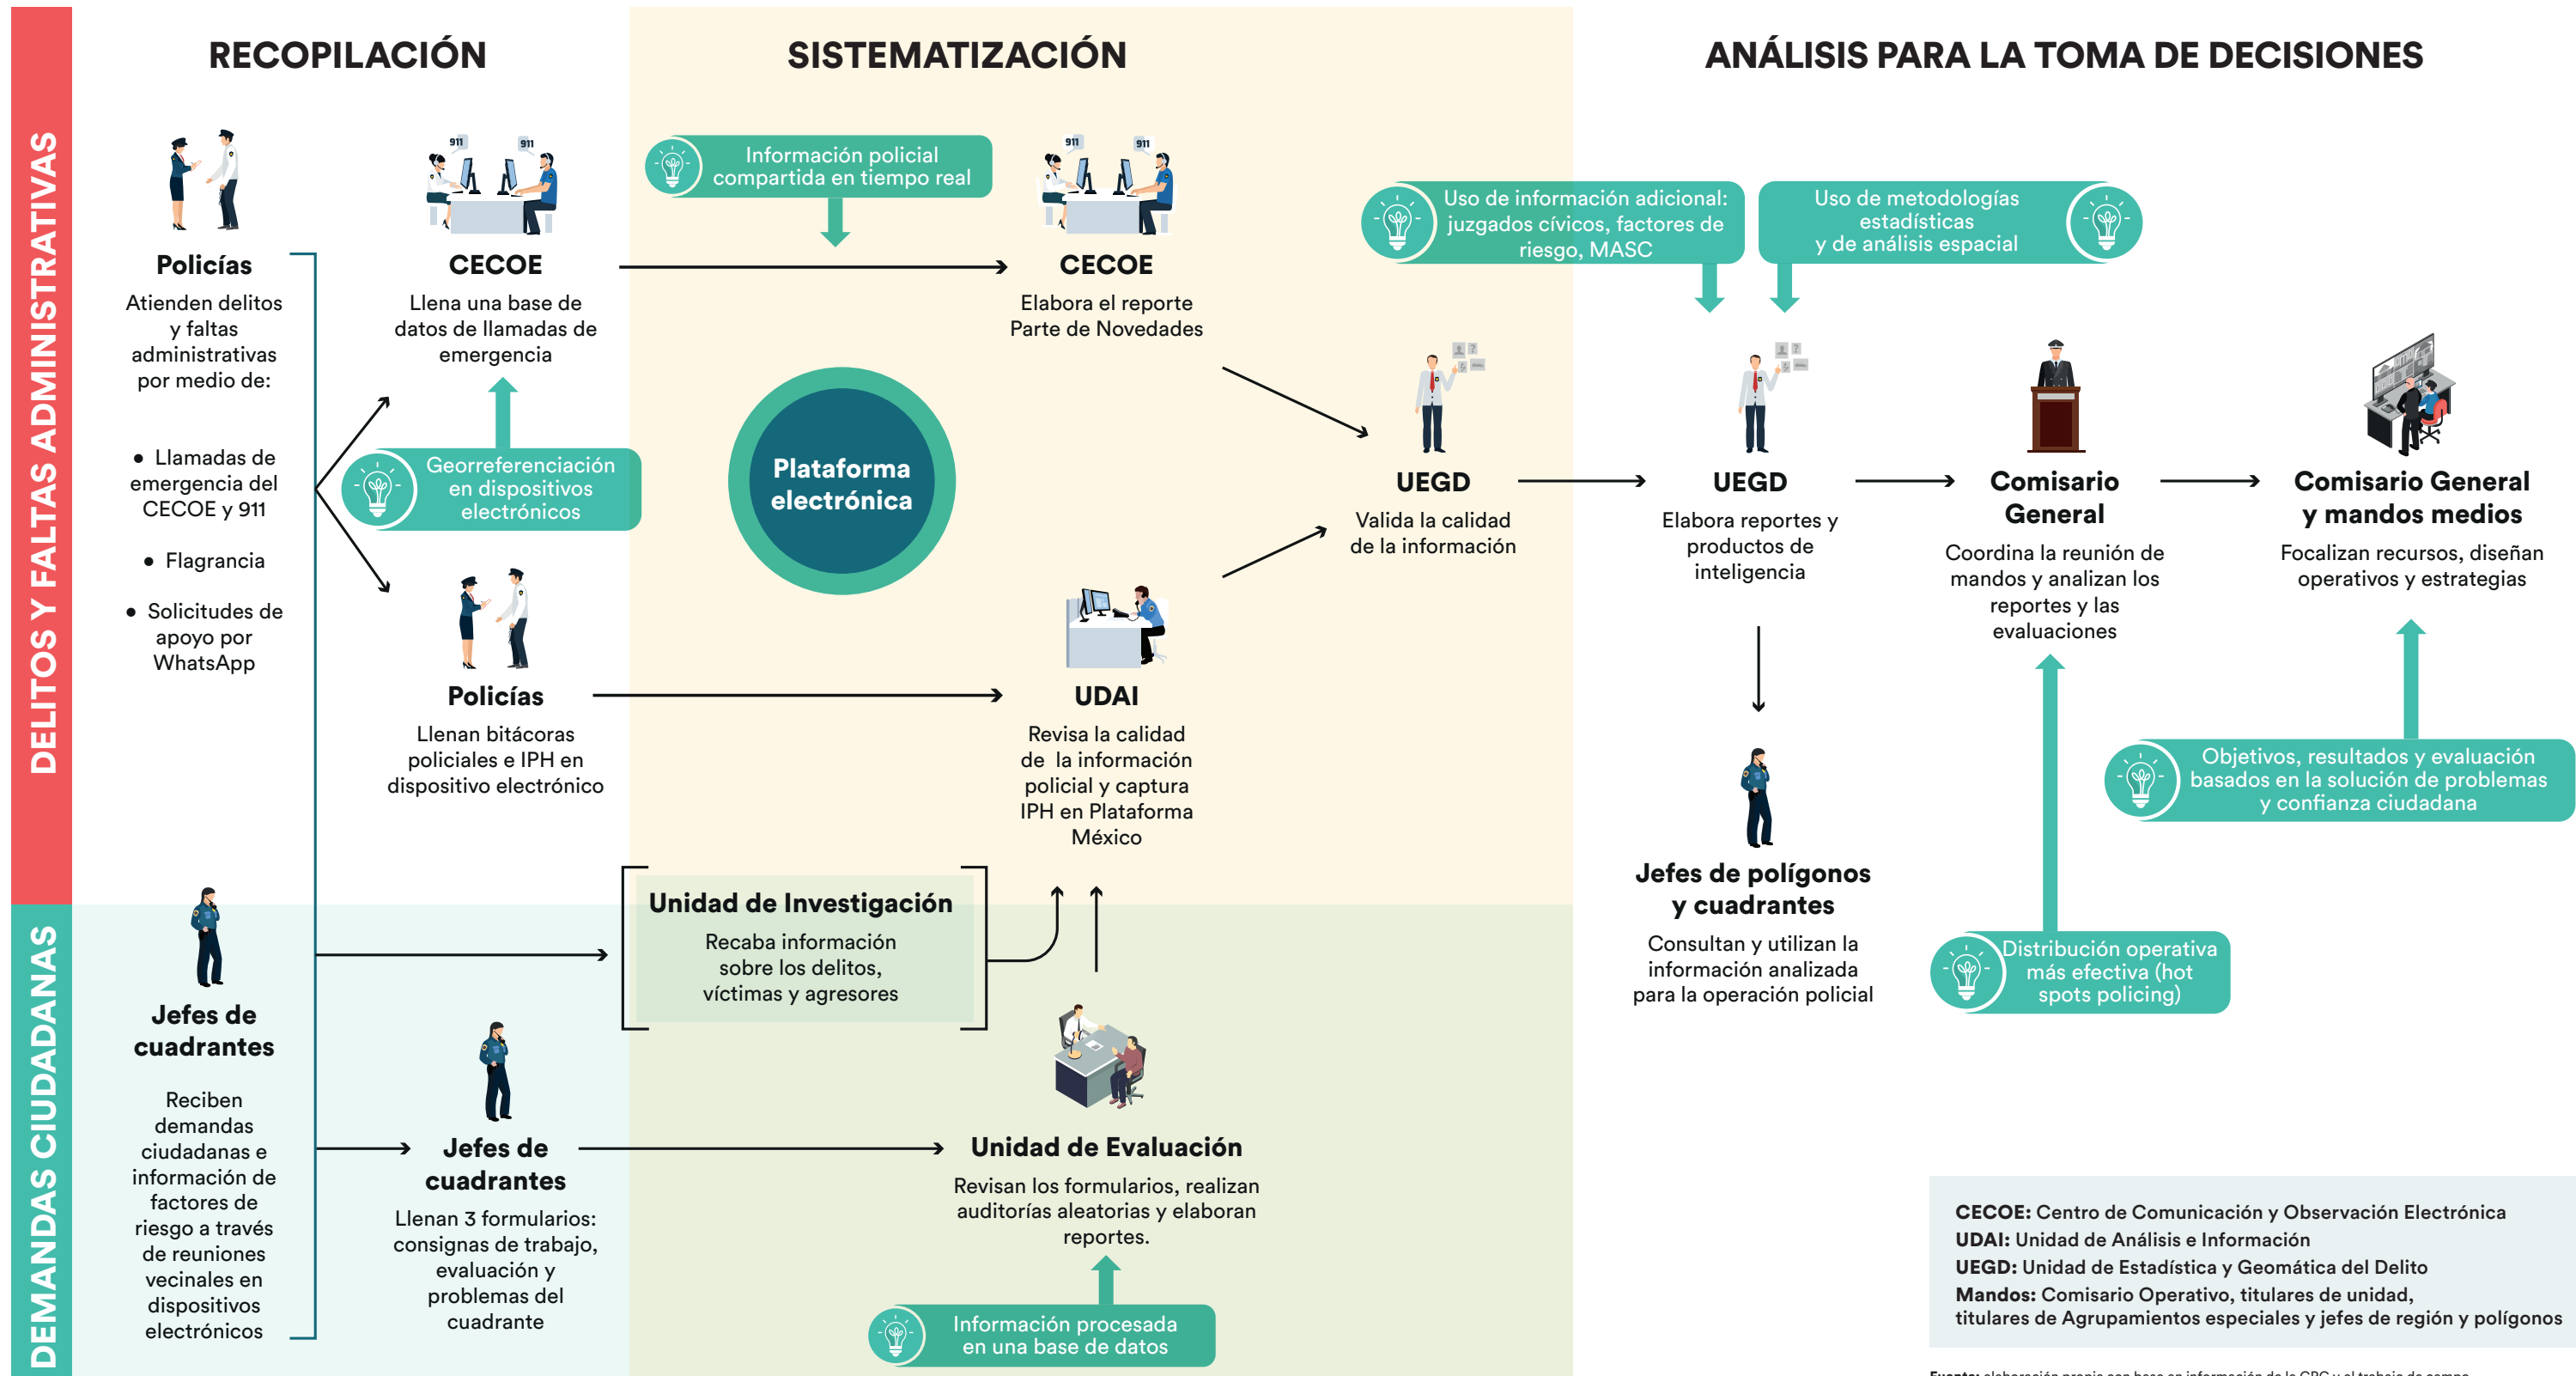 RECOPILACIÓN
SISTEMATIZACIÓN
ANÁLISIS PARA LA TOMA DE DECISIONES
DELITOS Y FALTAS ADMINISTRATIVAS
DEMANDAS CIUDADANAS
Policías
Atienden delitos
y faltas
administrativas
por medio de:
● Llamadas de
emergencia del
CECOE y 911
● Flagrancia
● Solicitudes de
apoyo por
WhatsApp
911
911
CECOE
Llena una base de
datos de llamadas de
emergencia
Georreferenciación
en dispositivos
electrónicos
Policías
Llenan bitácoras
policiales e IPH en
dispositivo electrónico
Jefes de
cuadrantes
Reciben
demandas
ciudadanas e
información de
factores de
riesgo a través
de reuniones
vecinales en
dispositivos
electrónicos
Jefes de
cuadrantes
Llenan 3 formularios:
consignas de trabajo,
evaluación y
problemas del
cuadrante
Información policial
compartida en tiempo real
911
911
CECOE
Elabora el reporte
Parte de Novedades
Plataforma
electrónica
UDAI
Revisa la calidad
de la información
policial y captura
IPH en Plataforma
México
Unidad de Investigación
Recaba información
sobre los delitos,
víctimas y agresores
Unidad de Evaluación
Revisan los formularios, realizan
auditorías aleatorias y elaboran
reportes.
Información procesada
en una base de datos
Uso de información adicional:
juzgados cívicos, factores de
riesgo, MASC
Uso de metodologías
estadísticas
y de análisis espacial
UEGD
Valida la calidad
de la información
UEGD
Elabora reportes y
productos de
inteligencia
Comisario
General
Coordina la reunión de
mandos y analizan los
reportes y las
evaluaciones
Comisario General
y mandos medios
Focalizan recursos, diseñan
operativos y estrategias
Jefes de polígonos
y cuadrantes
Consultan y utilizan la
información analizada
para la operación policial
Objetivos, resultados y evaluación
basados en la solución de problemas
y confianza ciudadana
Distribución operativa
más efectiva (hot
spots policing)
CECOE: Centro de Comunicación y Observación Electrónica
UDAI: Unidad de Análisis e Información
UEGD: Unidad de Estadística y Geomática del Delito
Mandos: Comisario Operativo, titulares de unidad,
titulares de Agrupamientos especiales y jefes de región y polígonos